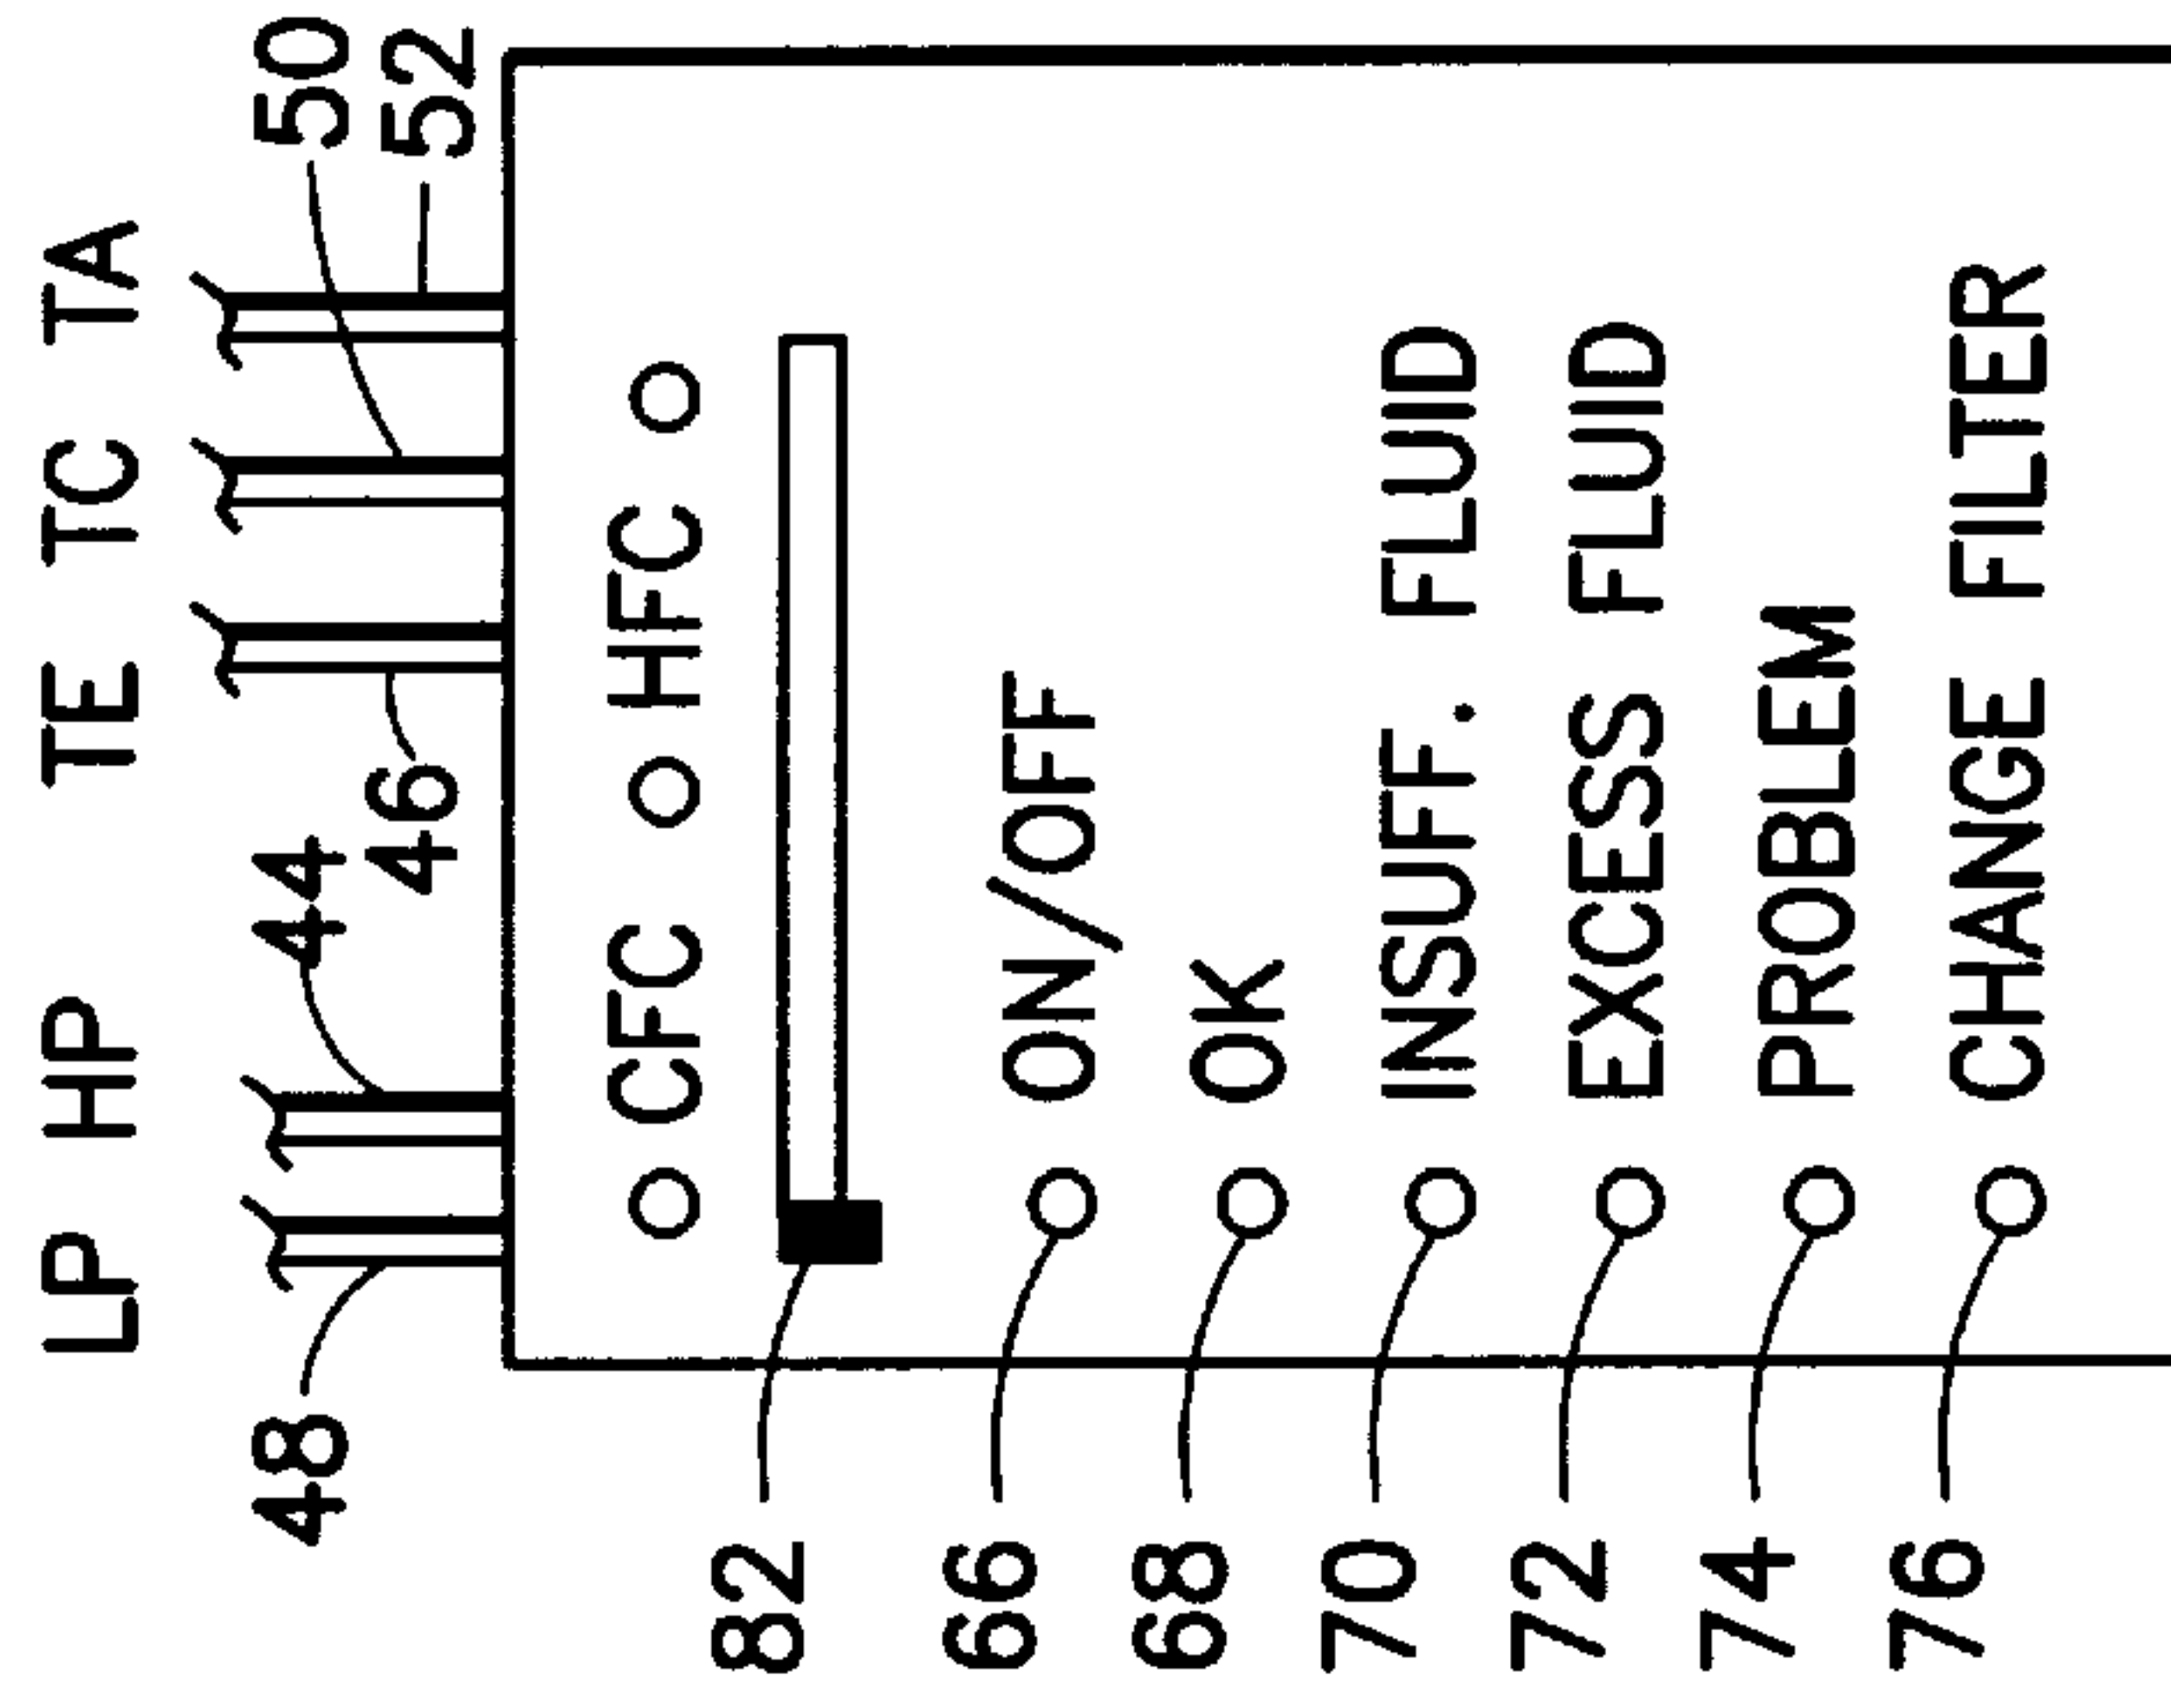 LP HP TE TC TA
48 44 50
46 52
CFC HFC
82
66 ON/OFF
68 OK
70 INSUFF. FLUID
72 EXCESS FLUID
74 PROBLEM
76 CHANGE FILTER